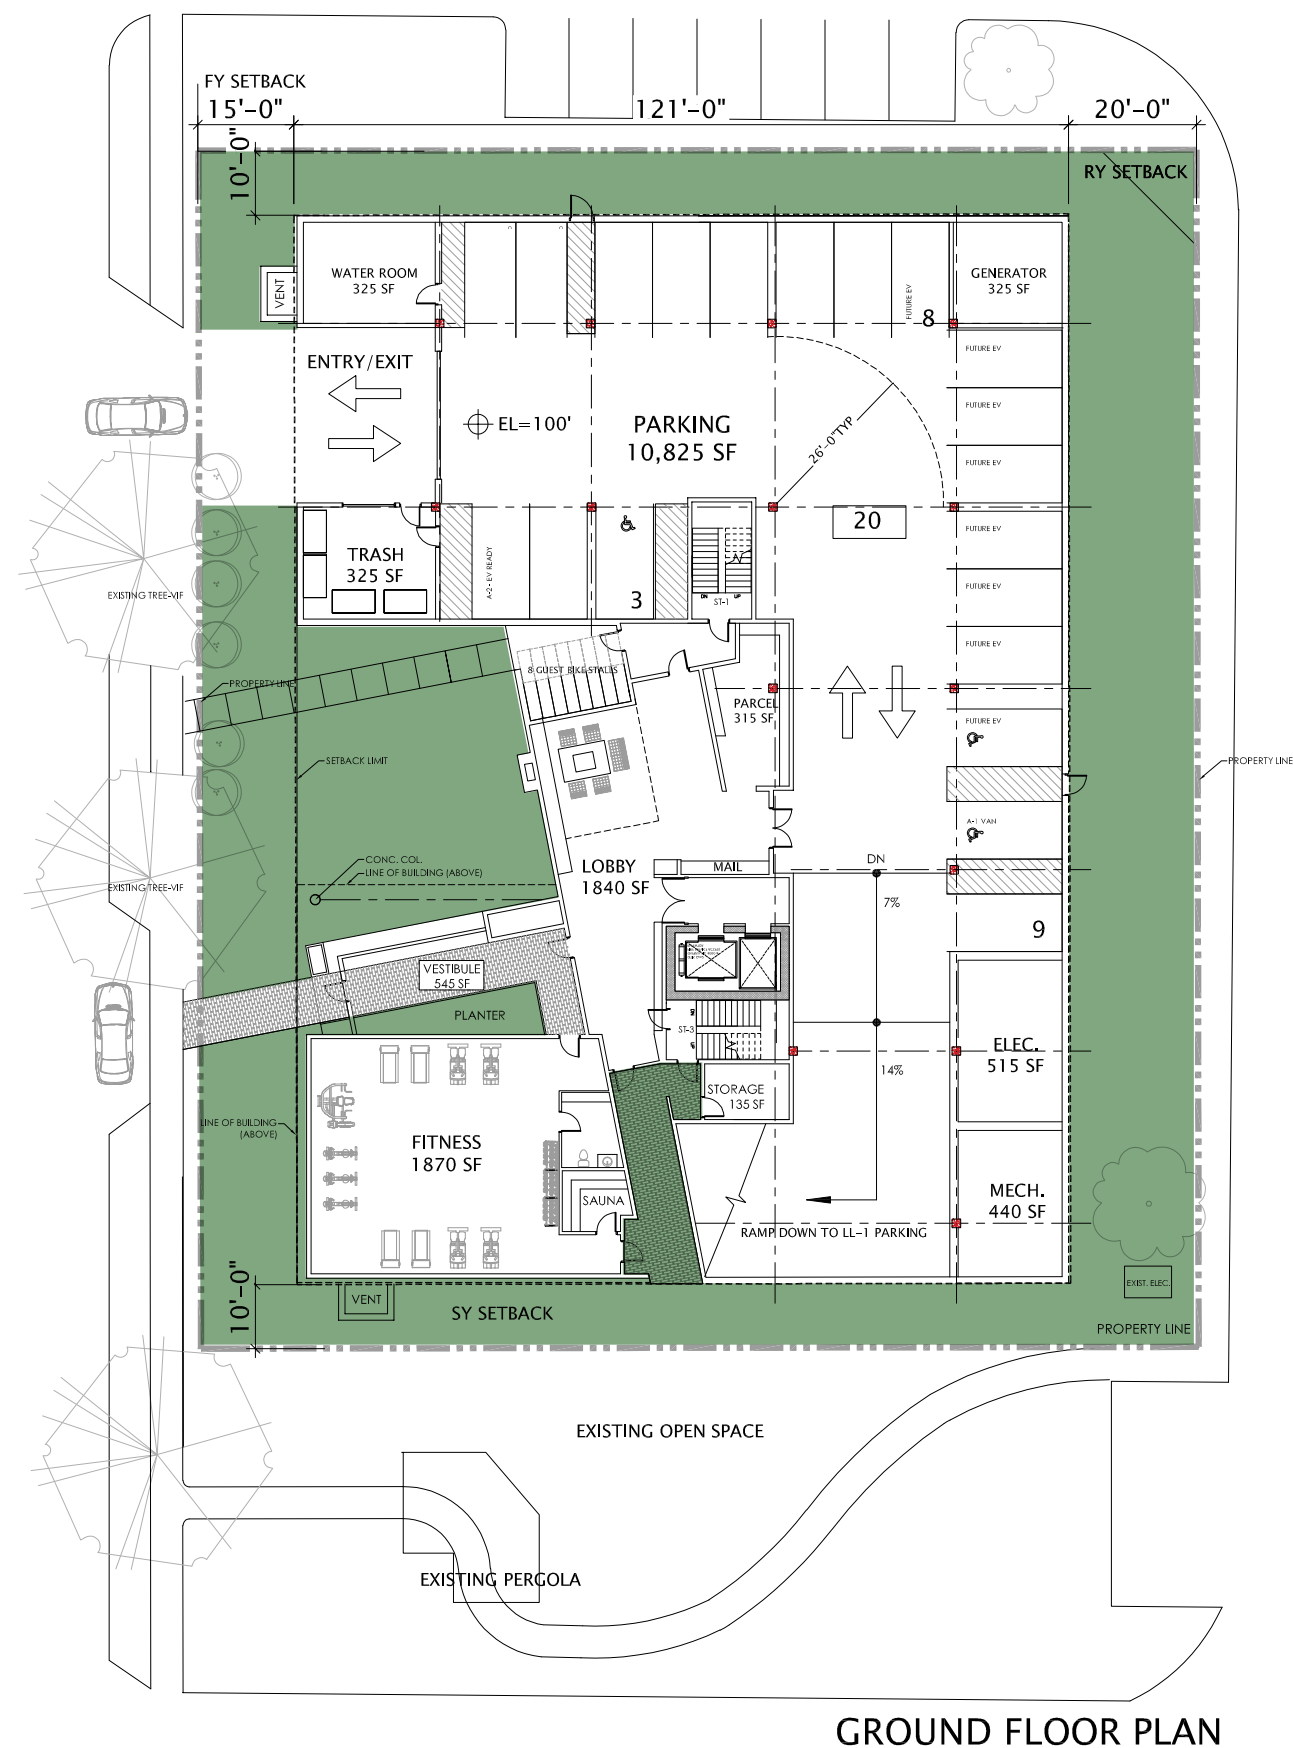 FY SETBACK
15'-0"
121'-0"
20'-0"
10'-0"
RY SETBACK
WATER ROOM
325 SF
GENERATOR
325 SF
VENT
FUTURE EV
8
FUTURE EV
ENTRY/EXIT
FUTURE EV
EL=100'
PARKING
10,825 SF
26'-0"TYP
FUTURE EV
20
FUTURE EV
TRASH
325 SF
A-2 - EV READY
3
DN
UP
ST-1
FUTURE EV
EXISTING TREE-VIF
FUTURE EV
8 GUEST BIKE STALLS
PROPERTY LINE
PARCEL
315 SF
FUTURE EV
SETBACK LIMIT
PROPERTY LINE
A-1 VAN
CONC. COL.
LINE OF BUILDING (ABOVE)
LOBBY
1840 SF
MAIL
DN
EXISTING TREE-VIF
7%
9
VESTIBULE
545 SF
PLANTER
DN
ST-3
UP
ELEC.
515 SF
14%
STORAGE
135 SF
LINE OF BUILDING
(ABOVE)
FITNESS
1870 SF
SAUNA
MECH.
440 SF
RAMP DOWN TO LL-1 PARKING
EXIST. ELEC.
10'-0"
VENT
SY SETBACK
PROPERTY LINE
EXISTING OPEN SPACE
EXISTING PERGOLA
GROUND FLOOR PLAN